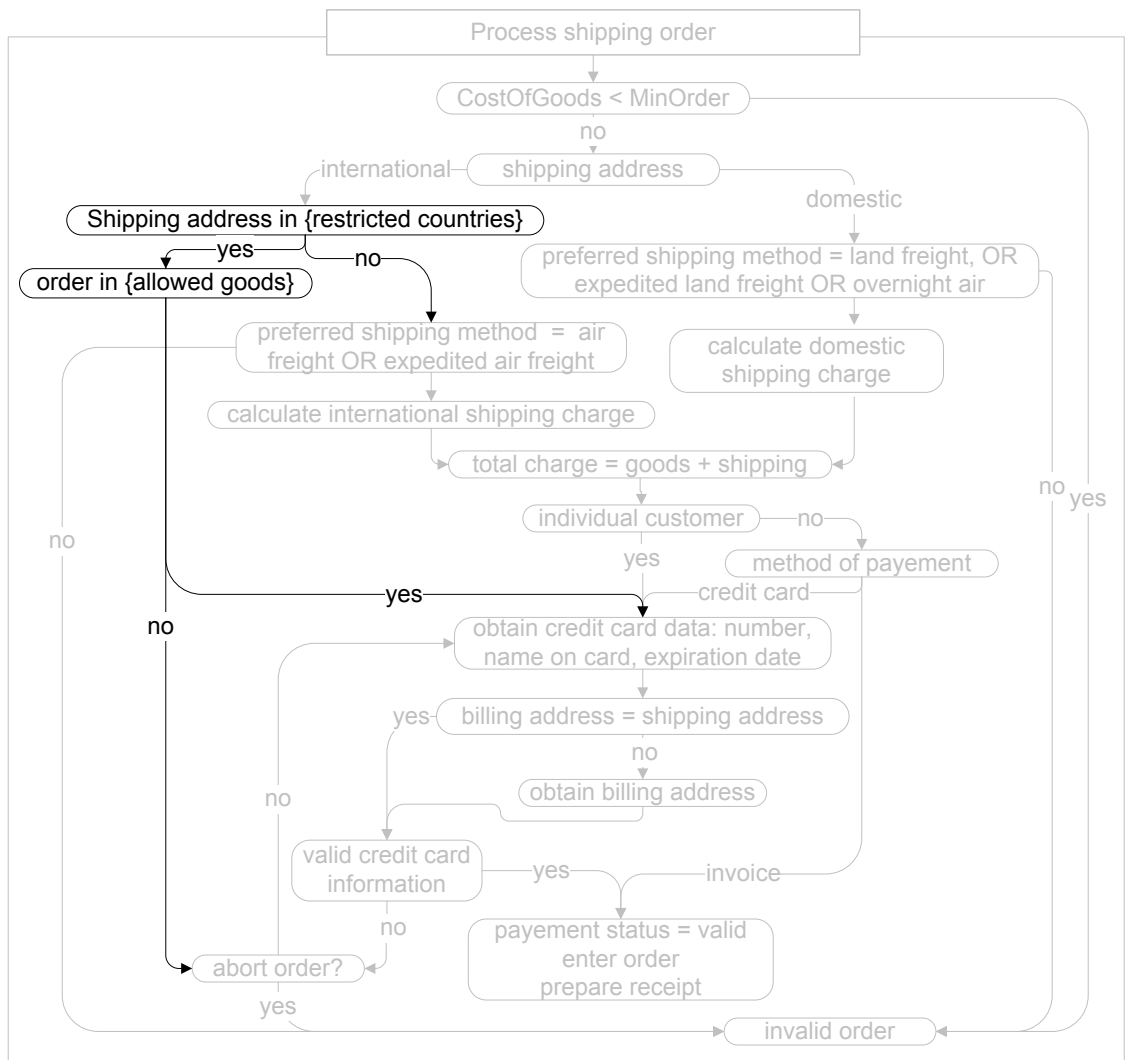 Process shipping order
CostOfGoods < MinOrder
no
international
shipping address
domestic
Shipping address in {restricted countries}
yes
no
order in {allowed goods}
preferred shipping method = land freight, OR
expedited land freight OR overnight air
preferred shipping method = air
freight OR expedited air freight
calculate domestic
shipping charge
calculate international shipping charge
total charge = goods + shipping
no
yes
individual customer
no
no
yes
method of payement
yes
credit card
no
obtain credit card data: number,
name on card, expiration date
yes
billing address = shipping address
no
no
obtain billing address
valid credit card
information
yes
invoice
no
payement status = valid
enter order
prepare receipt
abort order?
yes
invalid order